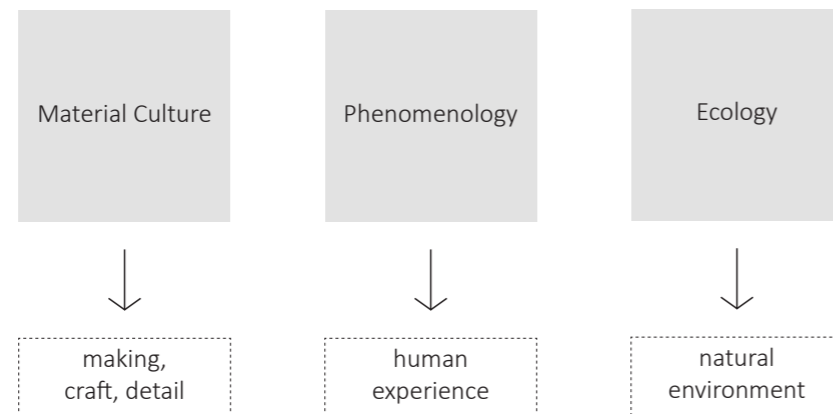 Material Culture
Phenomenology
Ecology
making,
craft, detail
human
experience
natural
environment